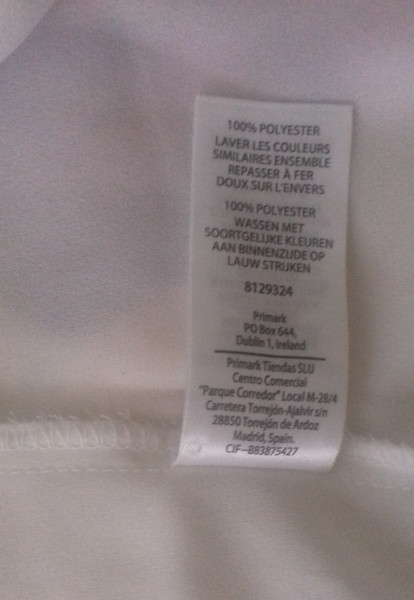 100% POLYESTER
LAVER LES COULEURS
SIMILAIRES ENSEMBLE
REPASSER À FER
DOUX SUR L'ENVERS
100% POLYESTER
WASSEN MET
SOORTGELIJKE KLEUREN
AAN BINNENZIJDE OP
LAUW STRIJKEN
8129324
Primark
PO Box 644,
Dublin 1, Ireland
Primark Tiendas SLU
Centro Comercial
"Parque Corredor" Local M-28/4
Carretera Torrejón-Ajalvir s/n
28850 Torrejón de Ardoz
Madrid, Spain.
CIF-B83875427